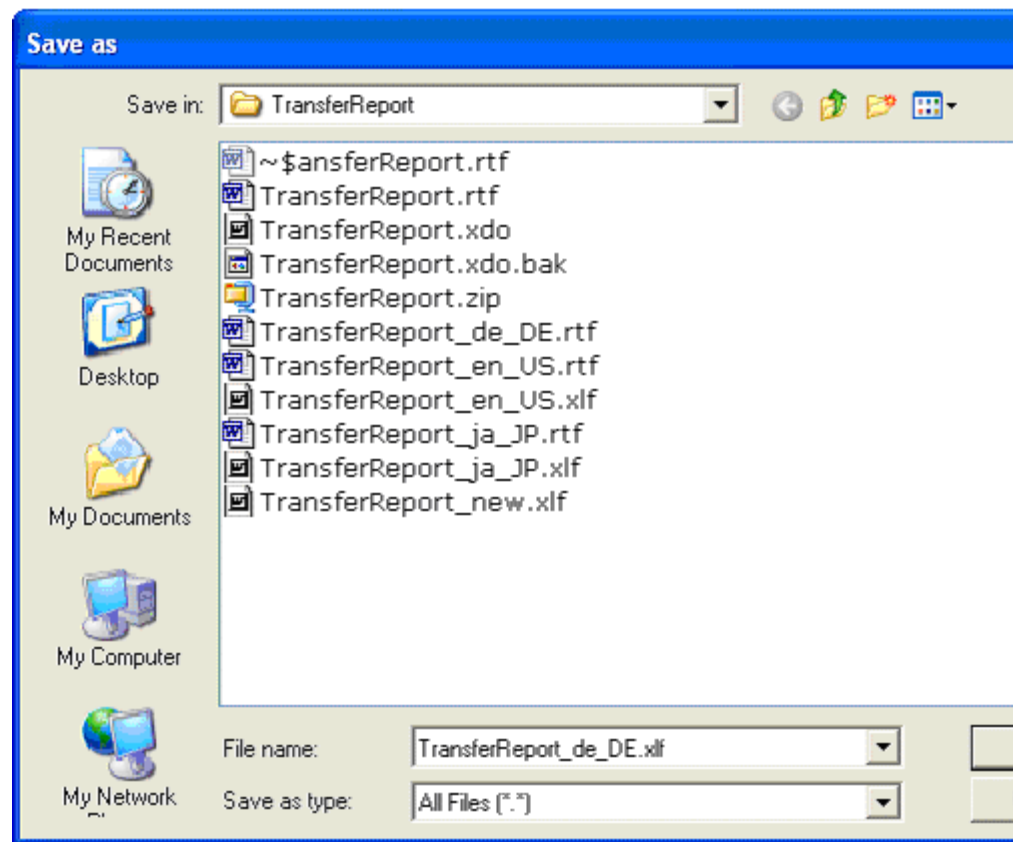 Save as
Save in: TransferReport
My Recent
Documents
Desktop
My Documents
My Computer
My Network
~$ansferReport.rtf
TransferReport.rtf
TransferReport.xdo
TransferReport.xdo.bak
TransferReport.zip
TransferReport_de_DE.rtf
TransferReport_en_US.rtf
TransferReport_en_US.xlf
TransferReport_ja_JP.rtf
TransferReport_ja_JP.xlf
TransferReport_new.xlf
File name: TransferReport_de_DE.xlf
Save as type: All Files (*.*)